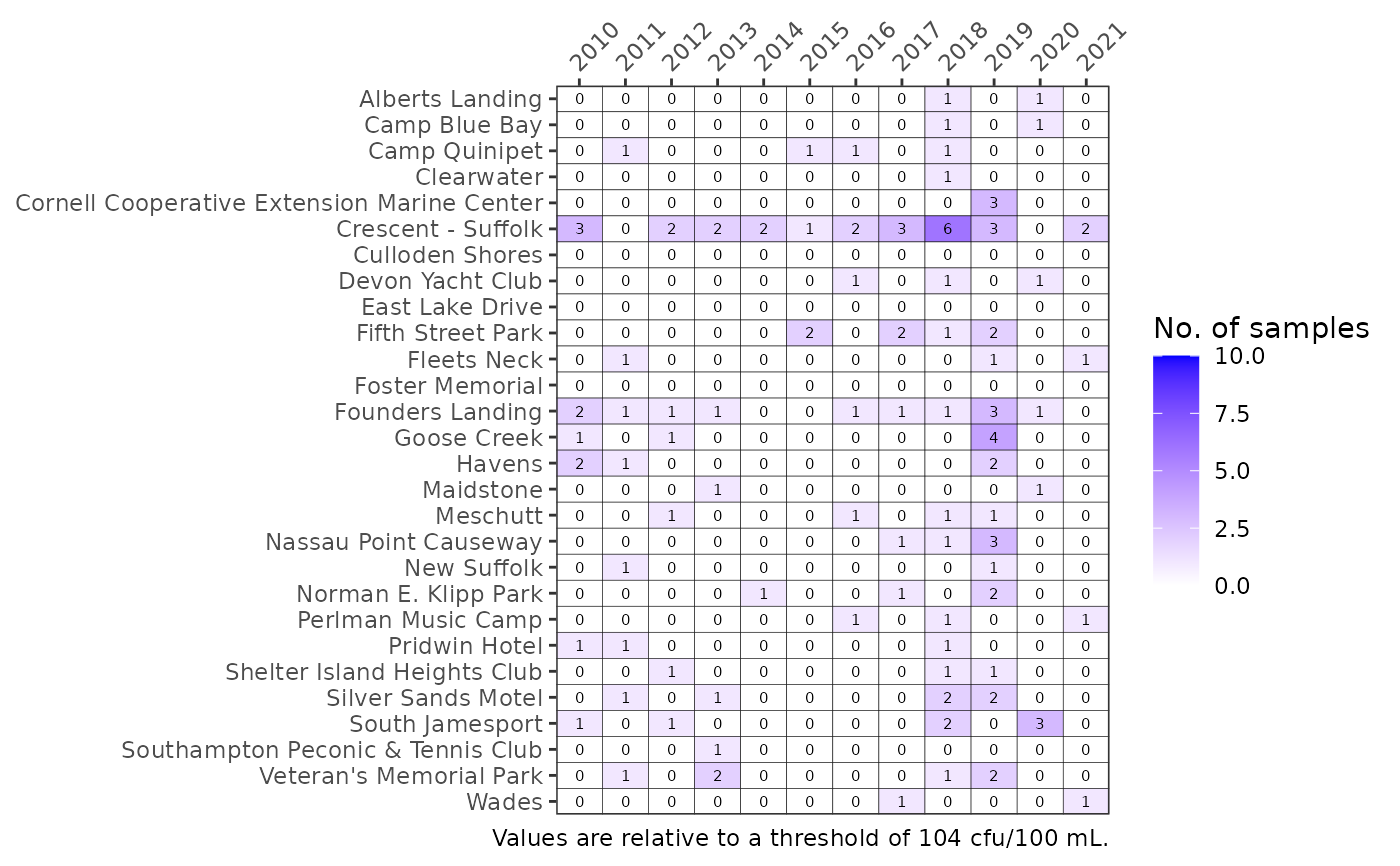 2010 2011 2012 2013 2014 2015 2016 2017 2018 2019 2020 2021
Alberts Landing 0 0 0 0 0 0 0 0 1 0 1 0
Camp Blue Bay 0 0 0 0 0 0 0 0 1 0 1 0
Camp Quinipet 0 1 0 0 0 1 1 0 1 0 0 0
Clearwater 0 0 0 0 0 0 0 0 1 0 0 0
Cornell Cooperative Extension Marine Center 0 0 0 0 0 0 0 0 0 3 0 0
Crescent - Suffolk 3 0 2 2 2 1 2 3 6 3 0 2
Culloden Shores 0 0 0 0 0 0 0 0 0 0 0 0
Devon Yacht Club 0 0 0 0 0 0 1 0 1 0 1 0
East Lake Drive 0 0 0 0 0 0 0 0 0 0 0 0
Fifth Street Park 0 0 0 0 0 2 0 2 1 2 0 0
Fleets Neck 0 1 0 0 0 0 0 0 0 1 0 1
Foster Memorial 0 0 0 0 0 0 0 0 0 0 0 0
Founders Landing 2 1 1 1 0 0 1 1 1 3 1 0
Goose Creek 1 0 1 0 0 0 0 0 0 4 0 0
Havens 2 1 0 0 0 0 0 0 0 2 0 0
Maidstone 0 0 0 1 0 0 0 0 0 0 1 0
Meschutt 0 0 1 0 0 0 1 0 1 1 0 0
Nassau Point Causeway 0 0 0 0 0 0 0 1 1 3 0 0
New Suffolk 0 1 0 0 0 0 0 0 0 1 0 0
Norman E. Klipp Park 0 0 0 0 1 0 0 1 0 2 0 0
Perlman Music Camp 0 0 0 0 0 0 1 0 1 0 0 1
Pridwin Hotel 1 1 0 0 0 0 0 0 1 0 0 0
Shelter Island Heights Club 0 0 1 0 0 0 0 0 1 1 0 0
Silver Sands Motel 0 1 0 1 0 0 0 0 2 2 0 0
South Jamesport 1 0 1 0 0 0 0 0 2 0 3 0
Southampton Peconic & Tennis Club 0 0 0 1 0 0 0 0 0 0 0 0
Veteran's Memorial Park 0 1 0 2 0 0 0 0 1 2 0 0
Wades 0 0 0 0 0 0 0 1 0 0 0 1
Values are relative to a threshold of 104 cfu/100 mL.
No. of samples
10.0
7.5
5.0
2.5
0.0